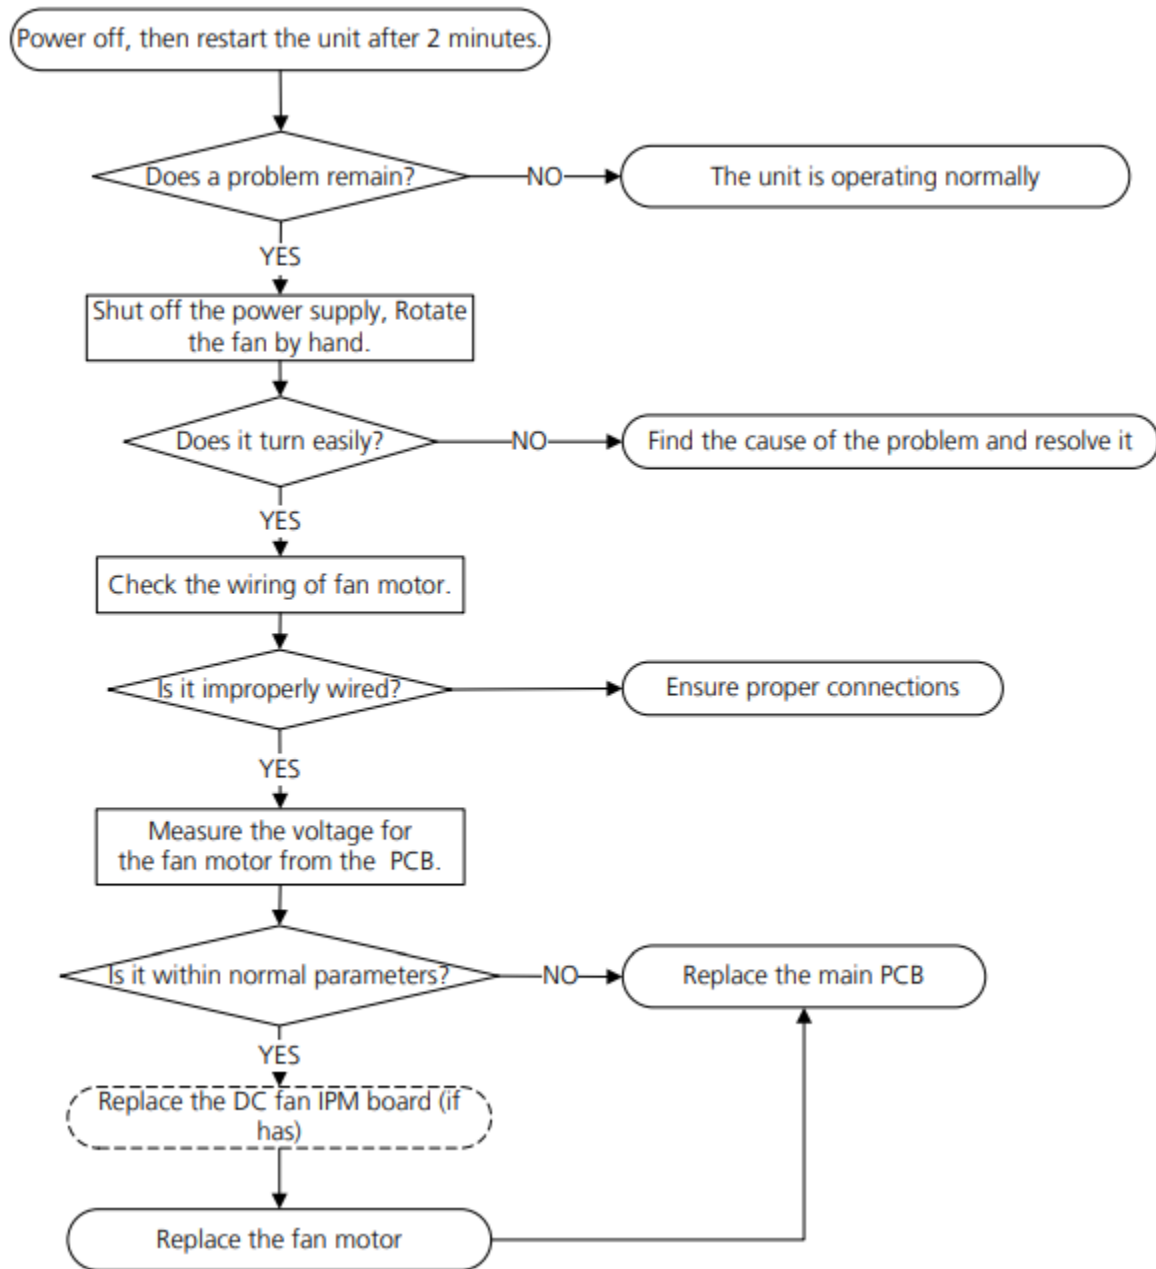 Power off, then restart the unit after 2 minutes.
Does a problem remain?
NO
The unit is operating normally
YES
Shut off the power supply, Rotate
the fan by hand.
Does it turn easily?
NO
Find the cause of the problem and resolve it
YES
Check the wiring of fan motor.
Is it improperly wired?
Ensure proper connections
YES
Measure the voltage for
the fan motor from the PCB.
Is it within normal parameters?
NO
Replace the main PCB
YES
Replace the DC fan IPM board (if
has)
Replace the fan motor